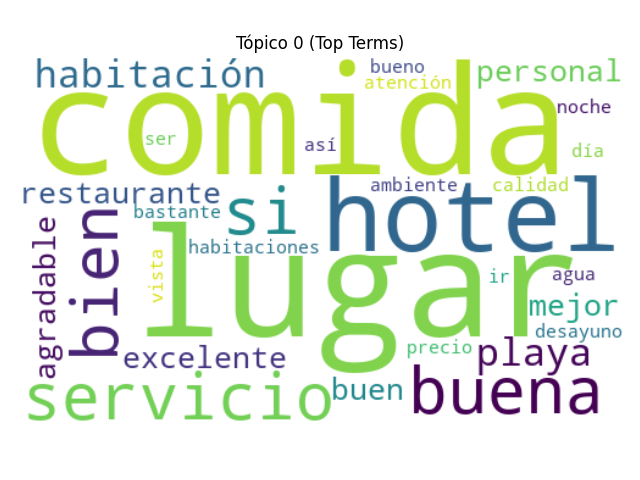 Tópico 0 (Top Terms)
habitación
bueno
personal
atención
comida
noche
ser
así
día
restaurante
ambiente
calidad
bastante
si
hotel
bien
agradable
habitaciones
lugar
vista
ir
agua
mejor
desayuno
excelente
precio
playa
servicio
buen
buena